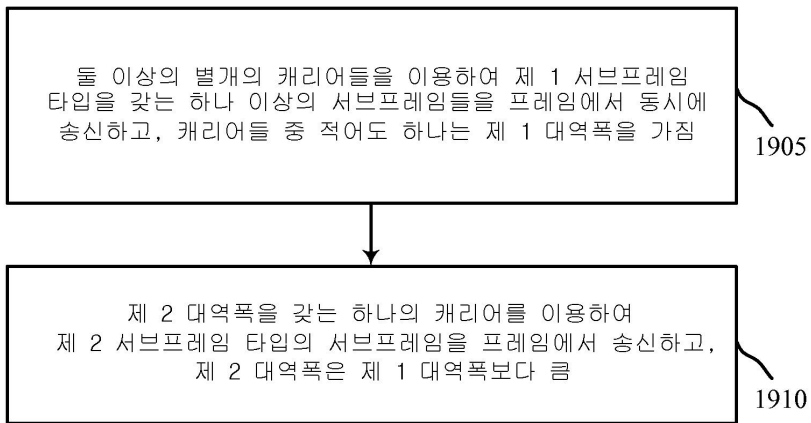 둘 이상의 별개의 캐리어들을 이용하여 제 1 서브프레임
타입을 갖는 하나 이상의 서브프레임들을 프레임에서 동시에
송신하고, 캐리어들 중 적어도 하나는 제 1 대역폭을 가짐
1905
제 2 대역폭을 갖는 하나의 캐리어를 이용하여
제 2 서브프레임 타입의 서브프레임을 프레임에서 송신하고,
제 2 대역폭은 제 1 대역폭보다 큼
1910